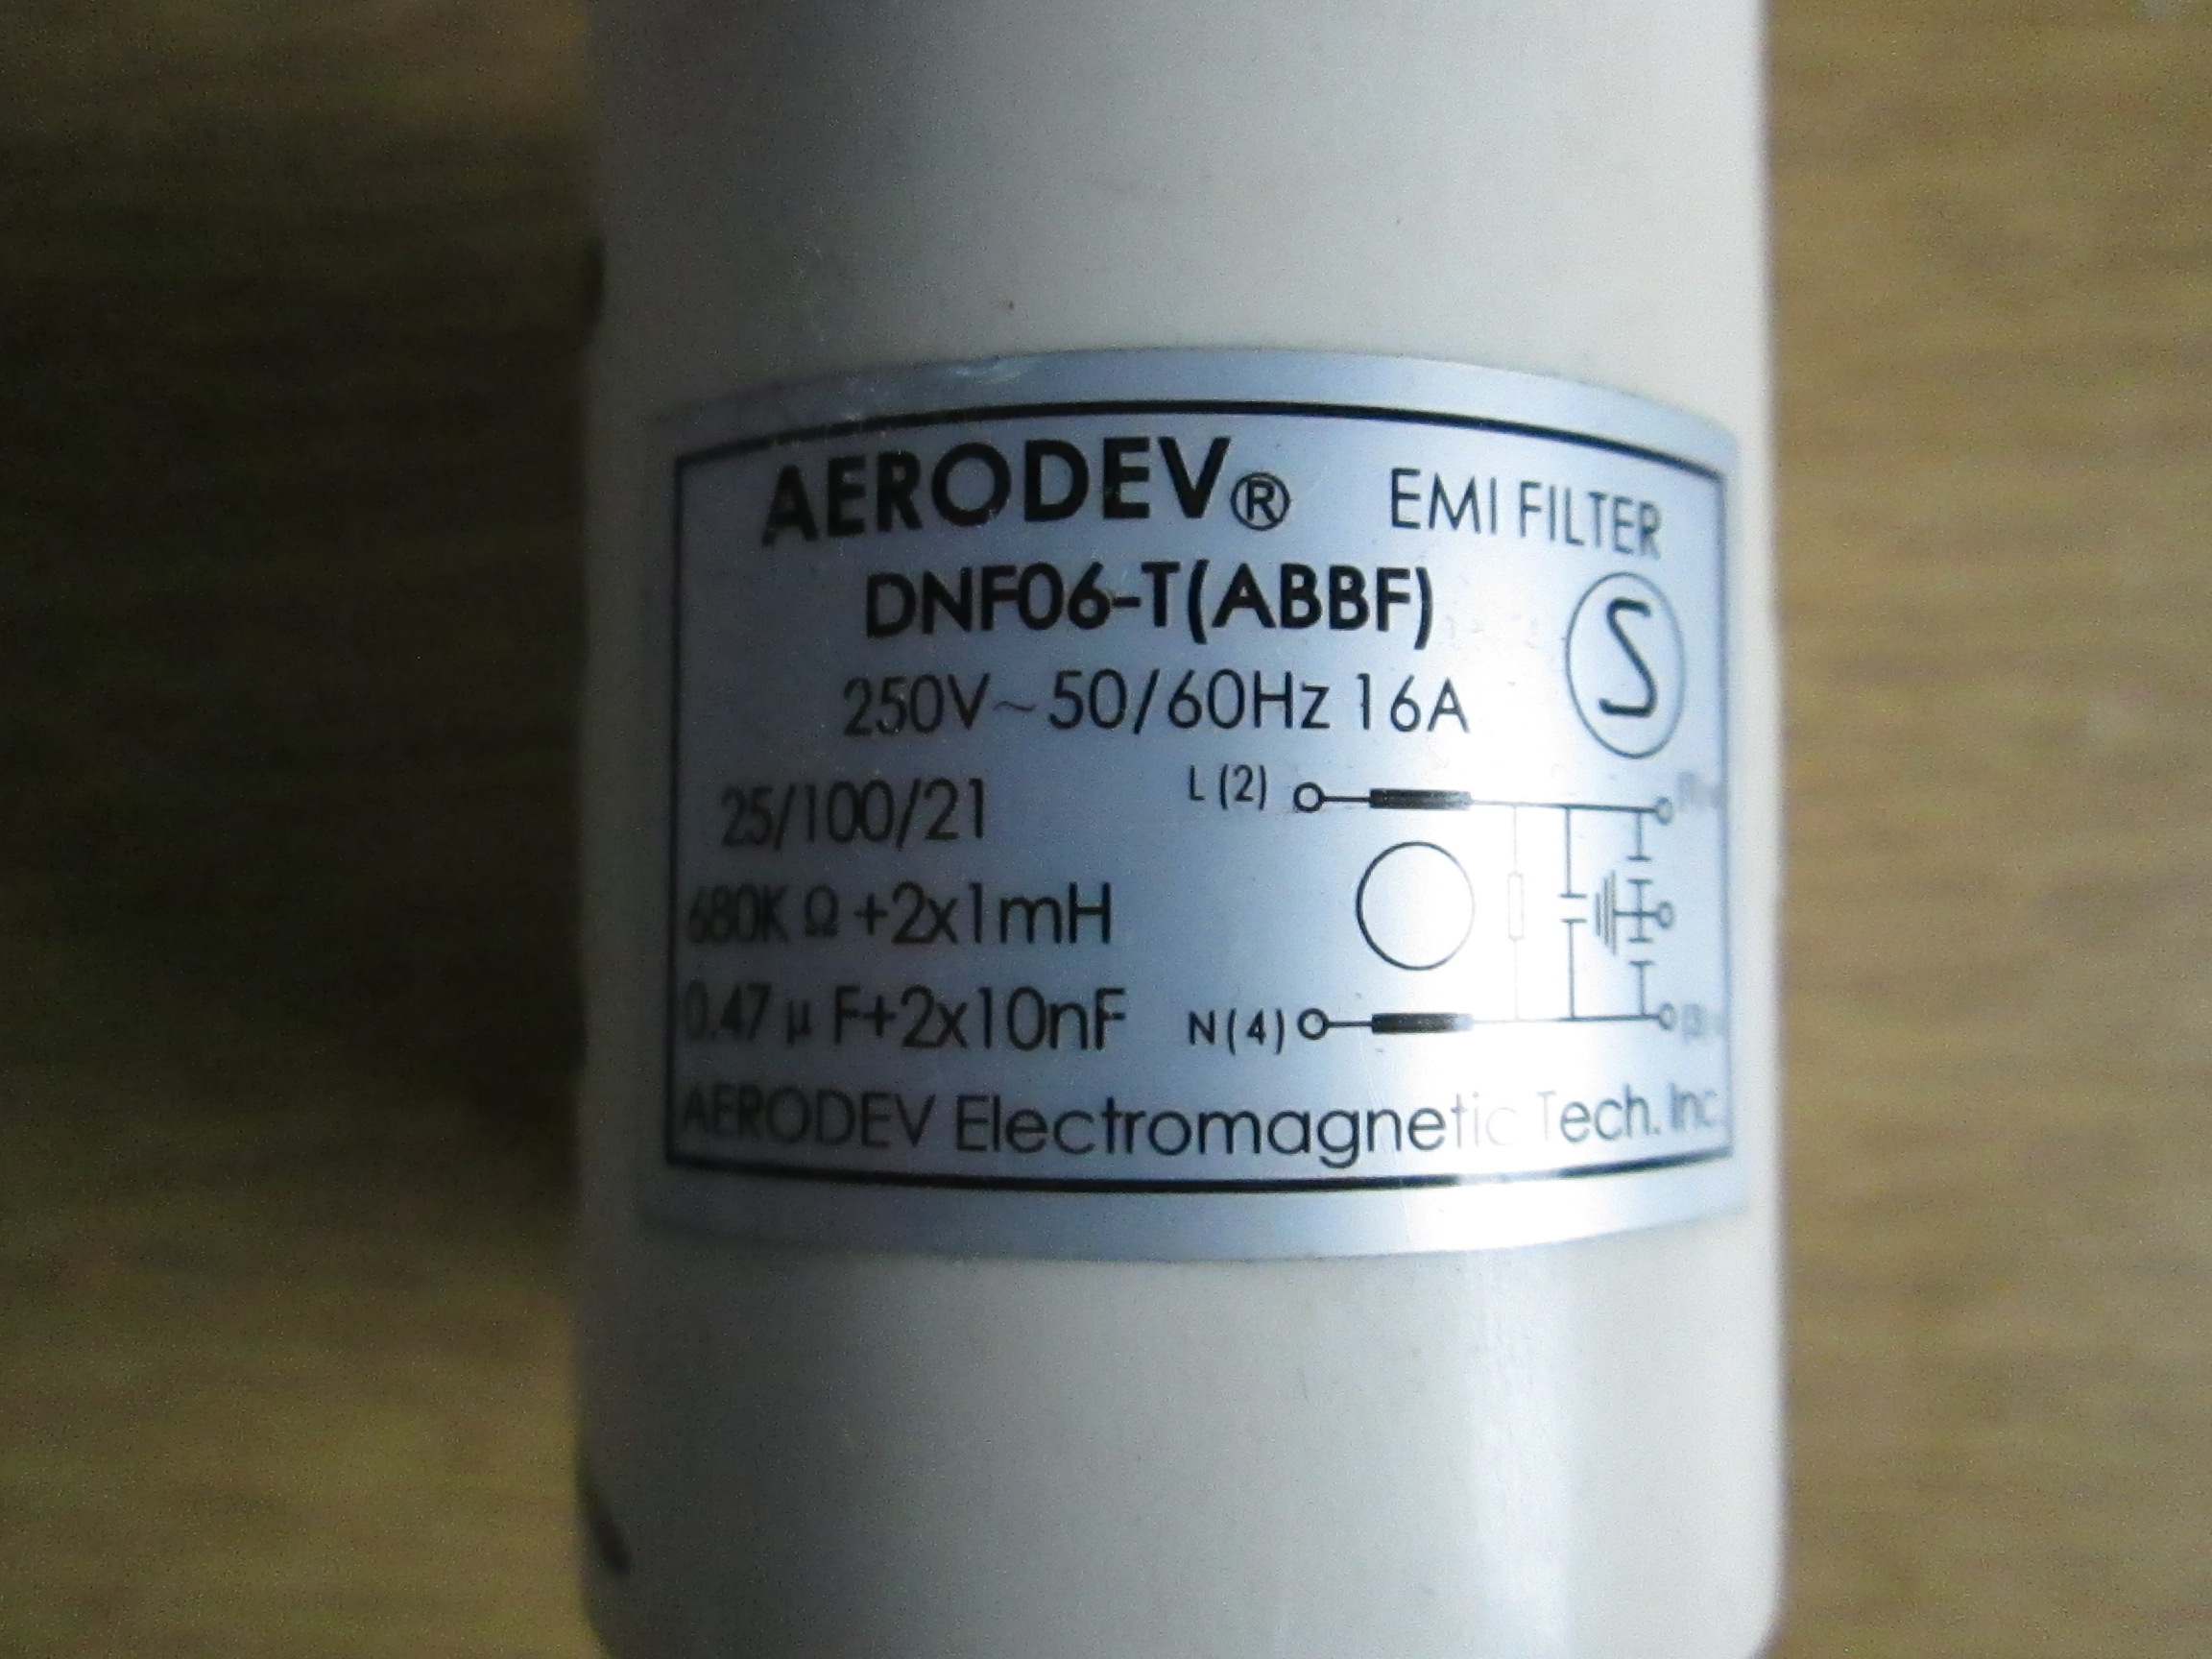 AERODEV® EMI FILTER
DNF06-T(ABBF)
S
250V~50/60Hz 16A
25/100/21
L(2)
680KΩ+2x1mH
0.47μF+2x10nF
N(4)
AERODEV Electromagnetic Tech. Inc.